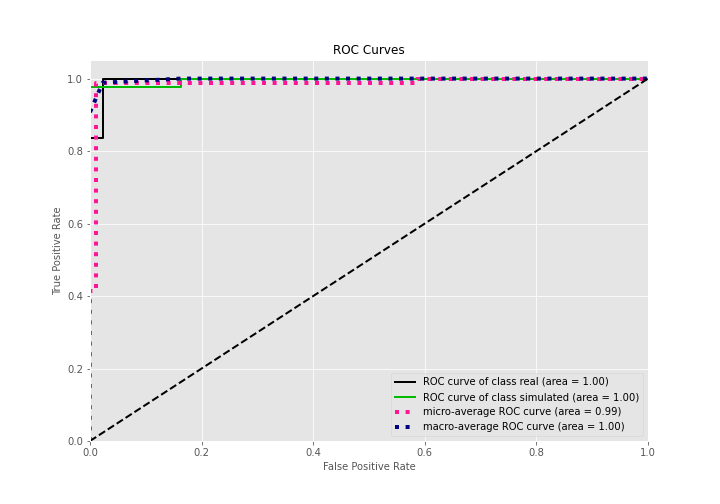 ROC Curves
1.0
0.8
0.6
0.4
0.2
0.0
True Positive Rate
0.0 0.2 0.4 0.6 0.8 1.0
False Positive Rate
ROC curve of class real (area = 1.00)
ROC curve of class simulated (area = 1.00)
micro-average ROC curve (area = 0.99)
macro-average ROC curve (area = 1.00)